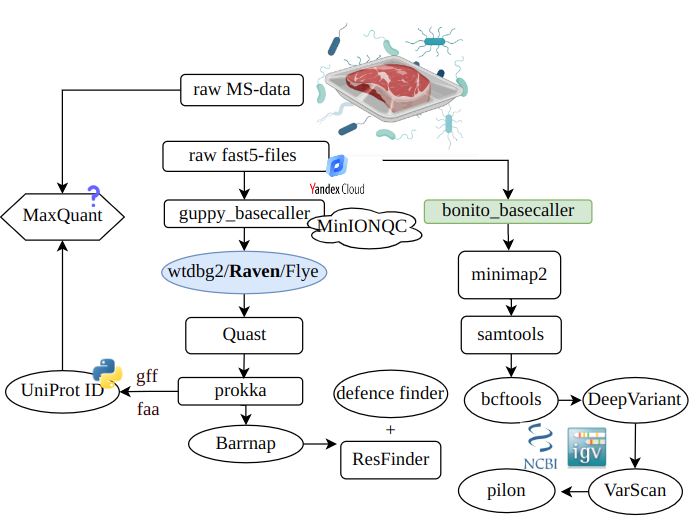 raw MS-data
raw fast5-files
Yandex Cloud
MaxQuant
?
guppy_basecaller
MinIONQC
bonito_basecaller
wtdbg2/Raven/Flye
minimap2
Quast
samtools
UniProt ID
gff
faa
prokka
defence finder
+
ResFinder
Barrnap
bcftools
DeepVariant
NCBI
igv
pilon
VarScan